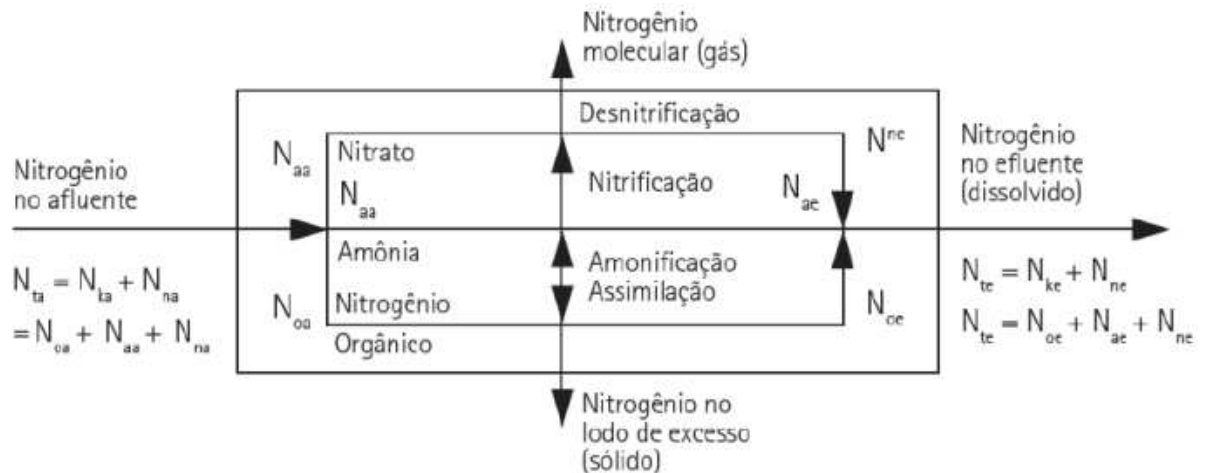 Nitrogênio
molecular (gás)
Desnitrificação
Nitrogênio
no afluente
N_aa
Nitrato
N_aa
Nitrificação
N_ae
N^ne
Nitrogênio
no efluente
(dissolvido)
N_ta = N_ka + N_na
= N_oa + N_aa + N_na
N_oa
Amônia
Nitrogênio
Orgânico
Amonificação
Assimilação
N_oe
N_te = N_ke + N_ne
N_te = N_oe + N_ae + N_ne
Nitrogênio no
lodo de excesso
(sólido)